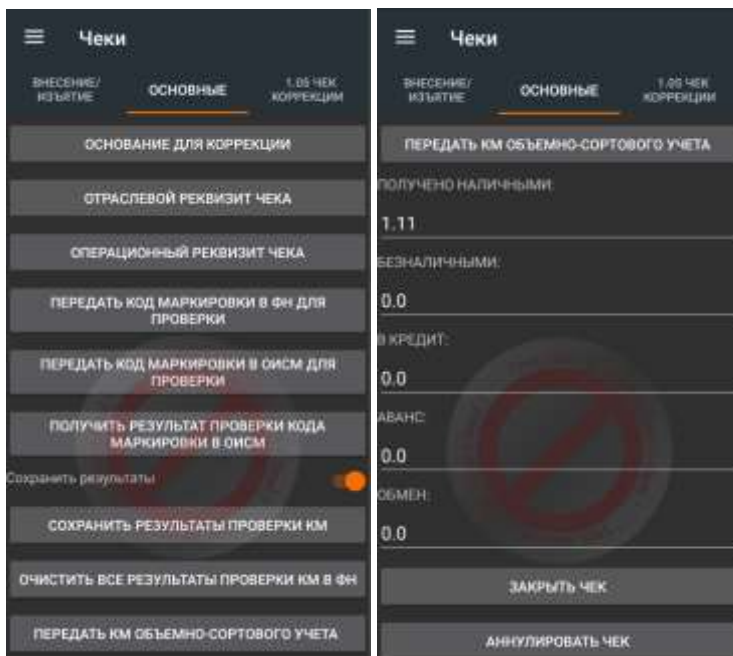 Чеки
ВНЕСЕНИЕ/
ИЗЪЯТИЕ
ОСНОВНЫЕ
1.05 ЧЕК
КОРРЕКЦИИ
ОСНОВАНИЕ ДЛЯ КОРРЕКЦИИ
ОТРАСЛЕВОЙ РЕКВИЗИТ ЧЕКА
ОПЕРАЦИОННЫЙ РЕКВИЗИТ ЧЕКА
ПЕРЕДАТЬ КОД МАРКИРОВКИ В ФН ДЛЯ
ПРОВЕРКИ
ПЕРЕДАТЬ КОД МАРКИРОВКИ В ОИСМ ДЛЯ
ПРОВЕРКИ
ПОЛУЧИТЬ РЕЗУЛЬТАТ ПРОВЕРКИ КОДА
МАРКИРОВКИ В ОИСМ
Сохранить результаты
СОХРАНИТЬ РЕЗУЛЬТАТЫ ПРОВЕРКИ КМ
ОЧИСТИТЬ ВСЕ РЕЗУЛЬТАТЫ ПРОВЕРКИ КМ В ФН
ПЕРЕДАТЬ КМ ОБЪЕМНО-СОРТОВОГО УЧЕТА
Чеки
ВНЕСЕНИЕ/
ИЗЪЯТИЕ
ОСНОВНЫЕ
1.05 ЧЕК
КОРРЕКЦИИ
ПЕРЕДАТЬ КМ ОБЪЕМНО-СОРТОВОГО УЧЕТА
ПОЛУЧЕНО НАЛИЧНЫМИ:
1.11
БЕЗНАЛИЧНЫМИ:
0.0
В КРЕДИТ:
0.0
АВАНС:
0.0
ОБМЕН:
0.0
ЗАКРЫТЬ ЧЕК
АННУЛИРОВАТЬ ЧЕК